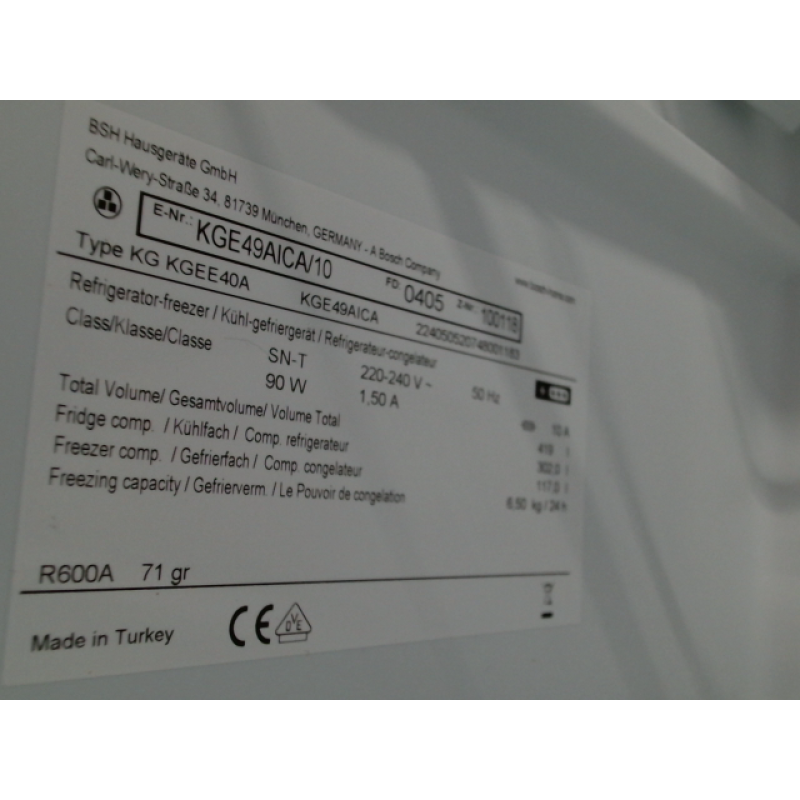 BSH Hausgeräte GmbH
Carl-Wery-Straße 34, 81739 München, GERMANY - A Bosch Company
E-Nr.: KGE49AICA/10 FD: 0405 Z-Nr. 100118
Type KG KGEE40A KGE49AICA 224050520748001183
Refrigerator-freezer / Kühl-gefriergerät / Refrigerateur-congelateur
Class/Klasse/Classe SN-T 220-240 V ~ 50 Hz
90 W 1,50 A 10 A
Total Volume/ Gesamtvolume/ Volume Total 419 l
Fridge comp. / Kühlfach / Comp. refrigerateur 302,0 l
Freezer comp. / Gefrierfach / Comp. congelateur 117,0 l
Freezing capacity / Gefrierverm. / Le Pouvoir de congelation 6,50 kg / 24 h
R600A 71 gr
Made in Turkey CE DVE